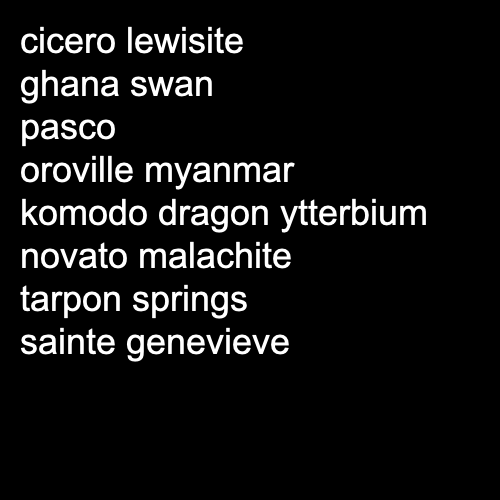 cicero lewisite
ghana swan
pasco
oroville myanmar
komodo dragon ytterbium
novato malachite
tarpon springs
sainte genevieve